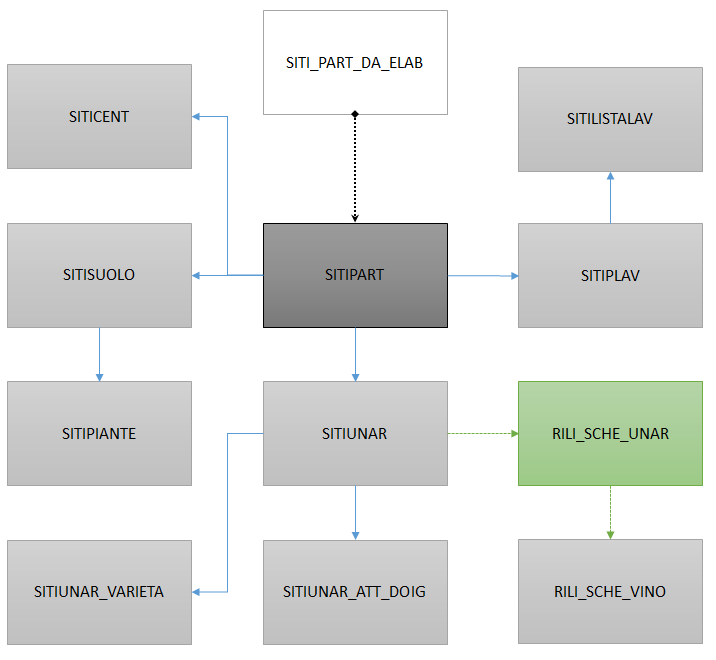 SITI_PART_DA_ELAB
SITICENT
SITILISTALAV
SITISUOLO
SITIPART
SITIPLAV
SITIPIANTE
SITIUNAR
RILI_SCHE_UNAR
SITIUNAR_VARIETA
SITIUNAR_ATT_DOIG
RILI_SCHE_VINO